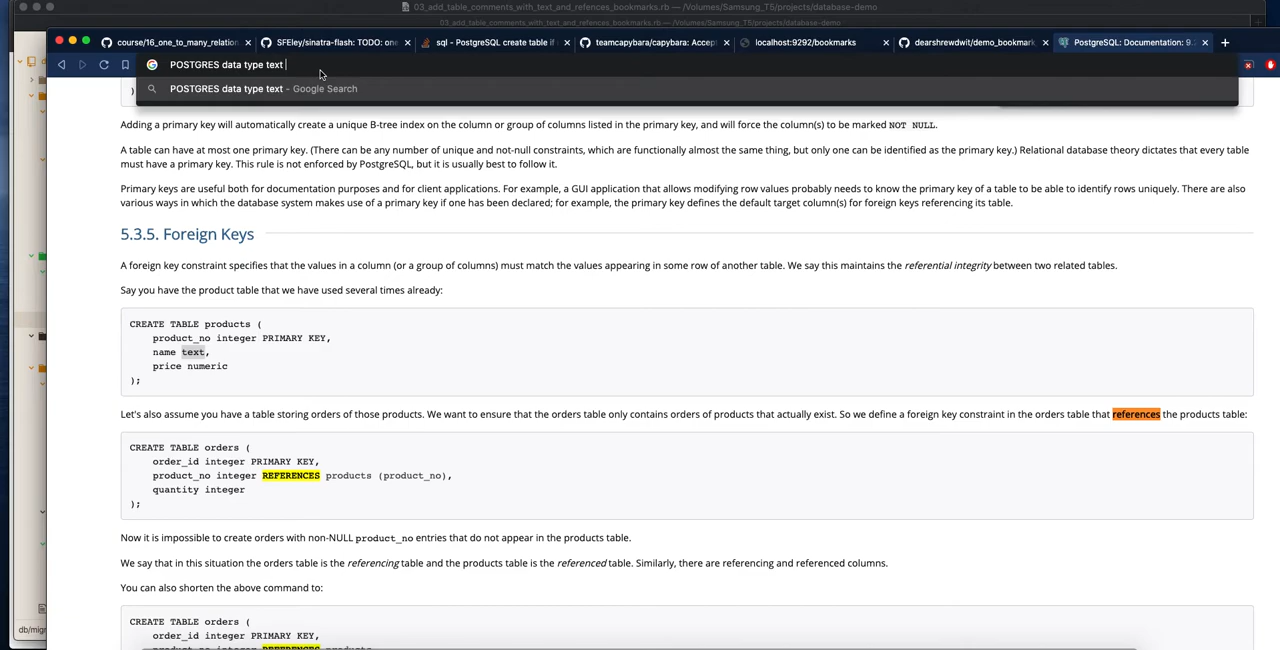 03_add_table_comments_with_text_and_refences_bookmarks.rb — /Volumes/Samsung_T5/projects/database-demo
03_add_table_comments_with_text_and_refences_bookmarks.rb — /Volumes/Samsung_T5/projects/database-demo
course/16_one_to_many_relation
SFEley/sinatra-flash: TODO: one
sql - PostgreSQL create table if
teamcapybara/capybara: Accept
localhost:9292/bookmarks
dearshrewdwit/demo_bookmark
PostgreSQL: Documentation: 9.
POSTGRES data type text
POSTGRES data type text - Google Search
);
Adding a primary key will automatically create a unique B-tree index on the column or group of columns listed in the primary key, and will force the column(s) to be marked NOT NULL.
A table can have at most one primary key. (There can be any number of unique and not-null constraints, which are functionally almost the same thing, but only one can be identified as the primary key.) Relational database theory dictates that every table
must have a primary key. This rule is not enforced by PostgreSQL, but it is usually best to follow it.
Primary keys are useful both for documentation purposes and for client applications. For example, a GUI application that allows modifying row values probably needs to know the primary key of a table to be able to identify rows uniquely. There are also
various ways in which the database system makes use of a primary key if one has been declared; for example, the primary key defines the default target column(s) for foreign keys referencing its table.
5.3.5. Foreign Keys
A foreign key constraint specifies that the values in a column (or a group of columns) must match the values appearing in some row of another table. We say this maintains the referential integrity between two related tables.
Say you have the product table that we have used several times already:
CREATE TABLE products (
product_no integer PRIMARY KEY,
name text,
price numeric
);
Let's also assume you have a table storing orders of those products. We want to ensure that the orders table only contains orders of products that actually exist. So we define a foreign key constraint in the orders table that references the products table:
CREATE TABLE orders (
order_id integer PRIMARY KEY,
product_no integer REFERENCES products (product_no),
quantity integer
);
Now it is impossible to create orders with non-NULL product_no entries that do not appear in the products table.
We say that in this situation the orders table is the referencing table and the products table is the referenced table. Similarly, there are referencing and referenced columns.
You can also shorten the above command to:
CREATE TABLE orders (
order_id integer PRIMARY KEY,
product_no integer REFERENCES products,
db/migr